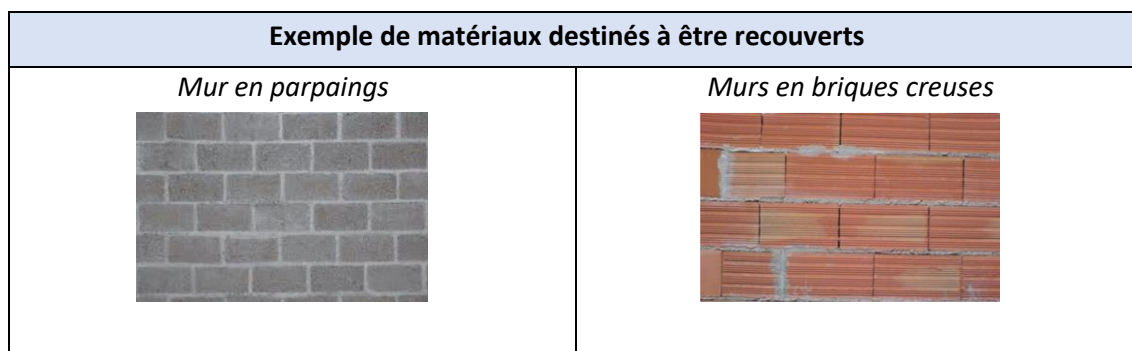 Exemple de matériaux destinés à être recouverts
Mur en parpaings
Murs en briques creuses